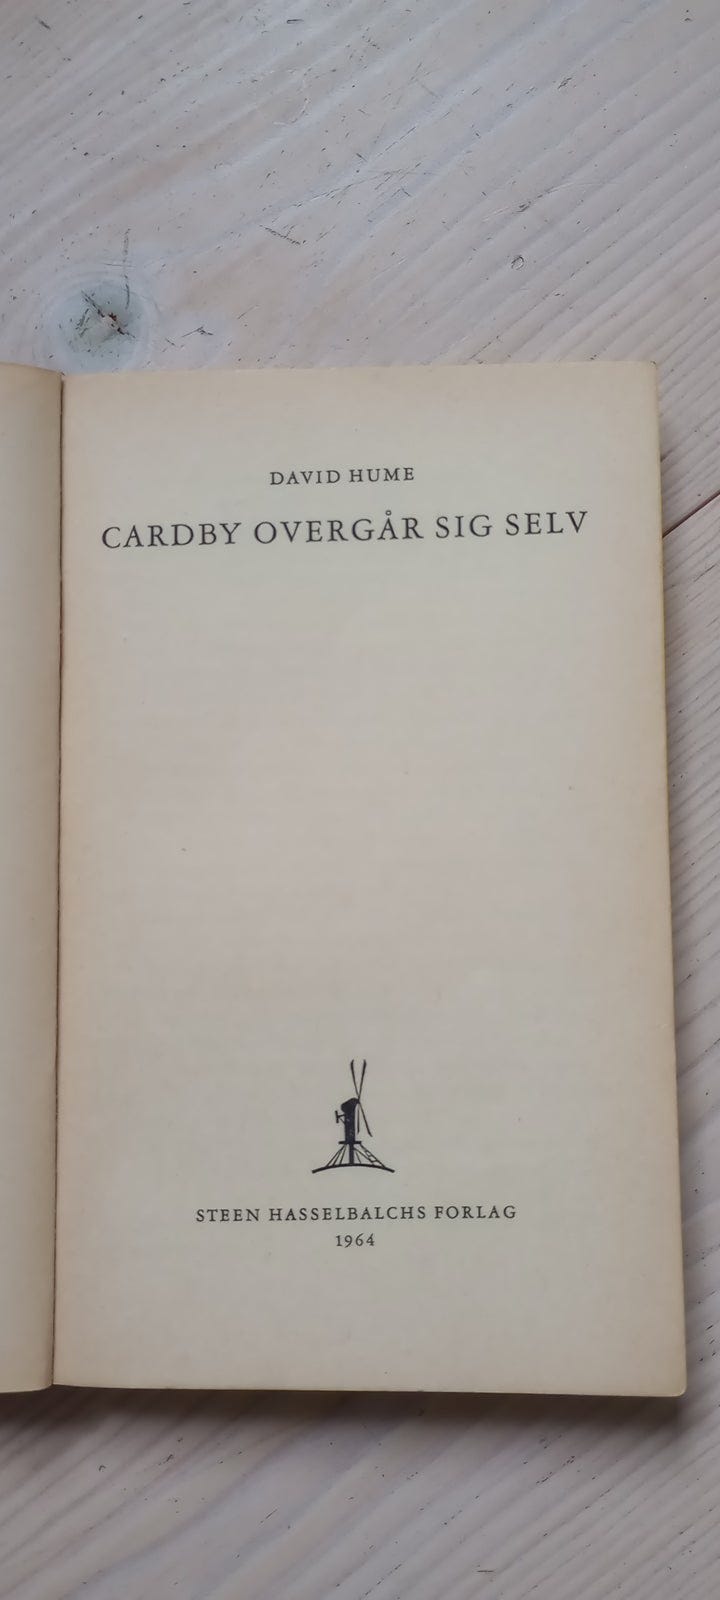 DAVID HUME
CARDBY OVERGÅR SIG SELV
STEEN HASSELBALCHS FORLAG
1964